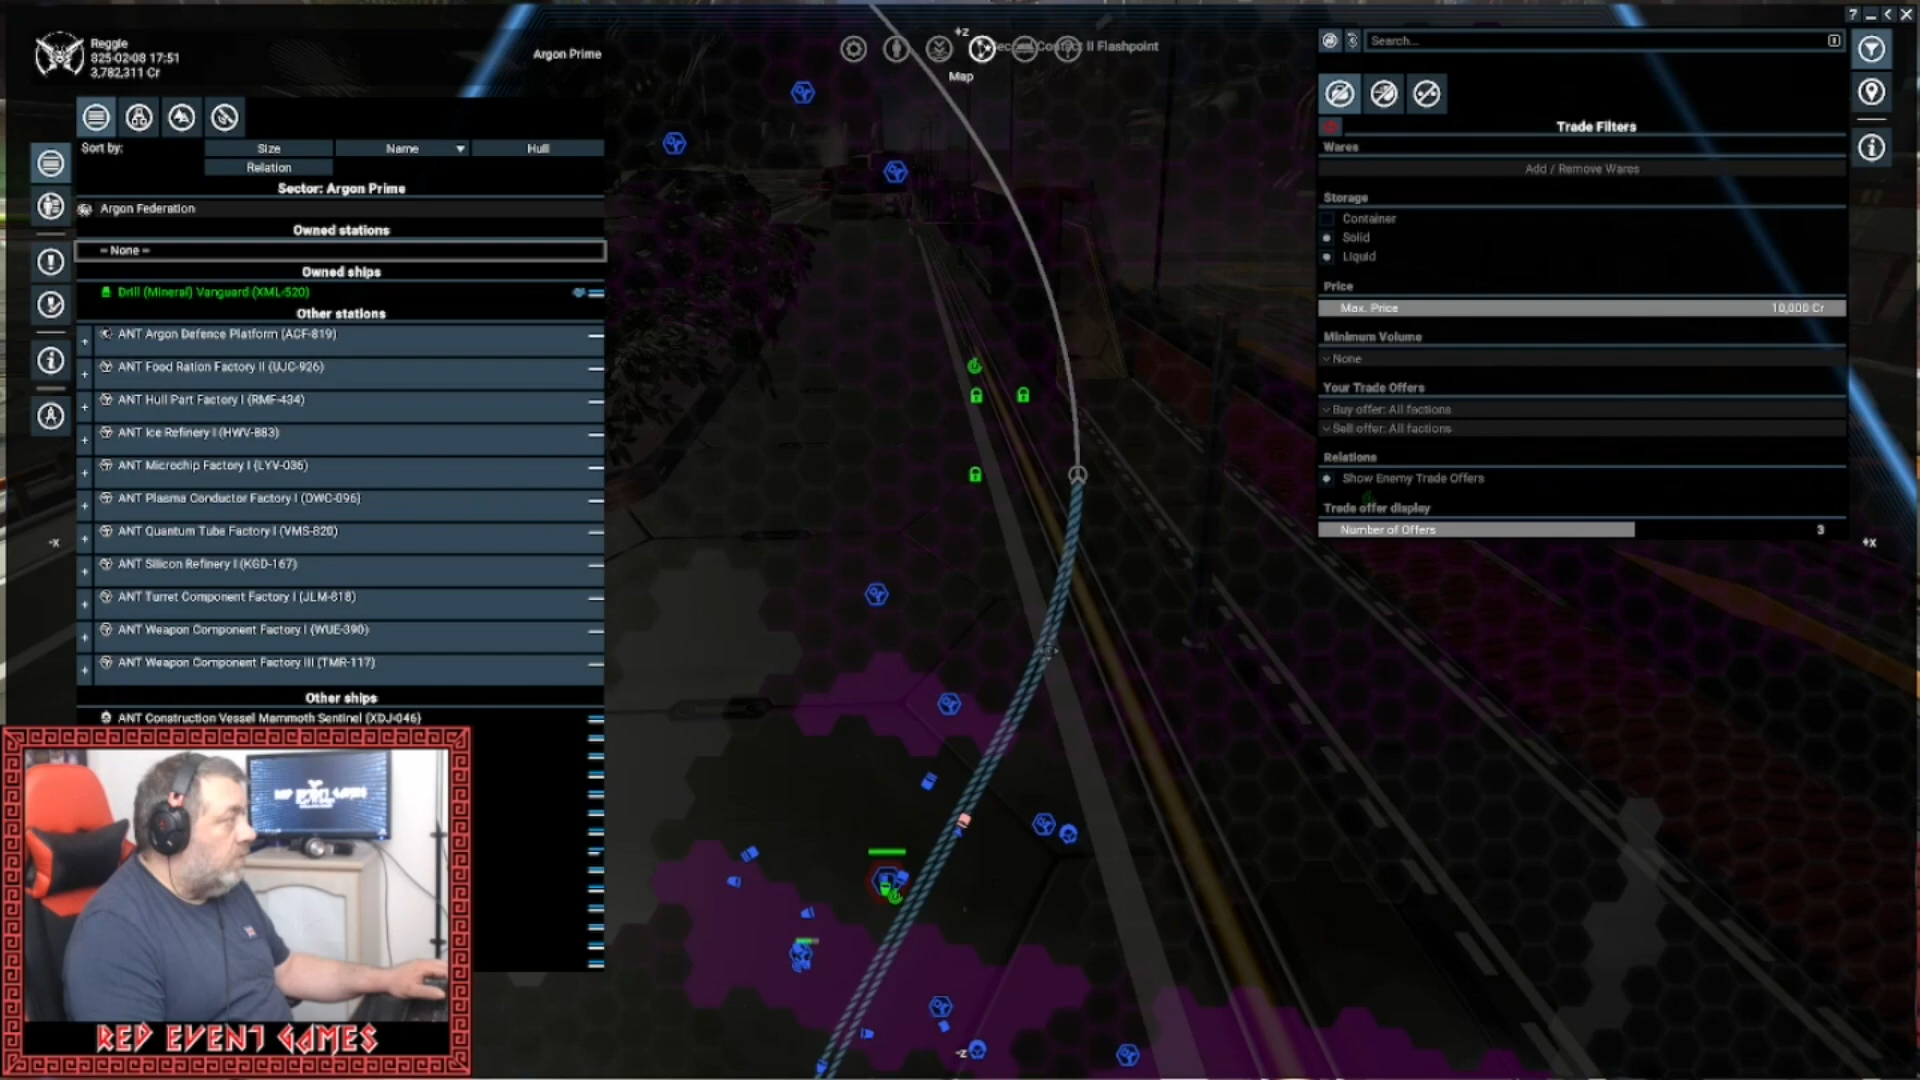 Reggle
825-02-08 17:51
3,782,311 Cr
Argon Prime
+z
Contact II Flashpoint
Map
Sort by:
Size
Name
Hull
Relation
Sector: Argon Prime
Argon Federation
Owned stations
-- None --
Owned ships
Drill (Mineral) Vanguard (XML-520)
Other stations
ANT Argon Defence Platform (ACF-819)
ANT Food Ration Factory II (UJC-926)
ANT Hull Part Factory I (RMF-434)
ANT Ice Refinery I (HWV-883)
ANT Microchip Factory I (LYV-036)
ANT Plasma Conductor Factory I (DWC-096)
ANT Quantum Tube Factory I (VMS-820)
ANT Silicon Refinery I (KGD-167)
ANT Turret Component Factory I (JLM-818)
ANT Weapon Component Factory I (WUE-390)
ANT Weapon Component Factory III (TMR-117)
Other ships
ANT Construction Vessel Mammoth Sentinel (XDJ-046)
-x
+x
-z
Search...
Trade Filters
Wares
Add / Remove Wares
Storage
Container
Solid
Liquid
Price
Max. Price 10,000 Cr
Minimum Volume
None
Your Trade Offers
Buy offer: All factions
Sell offer: All factions
Relations
Show Enemy Trade Offers
Trade offer display
Number of Offers 3
RED EVENT GAMES
RED EVENT GAMES